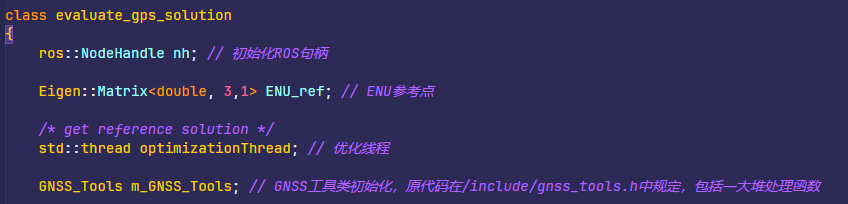 class evaluate_gps_solution
{
ros::NodeHandle nh; // 初始化ROS句柄
Eigen::Matrix<double, 3,1> ENU_ref; // ENU参考点
/* get reference solution */
std::thread optimizationThread; // 优化线程
GNSS_Tools m_GNSS_Tools; // GNSS工具类初始化，原代码在/include/gnss_tools.h中规定，包括一大堆处理函数